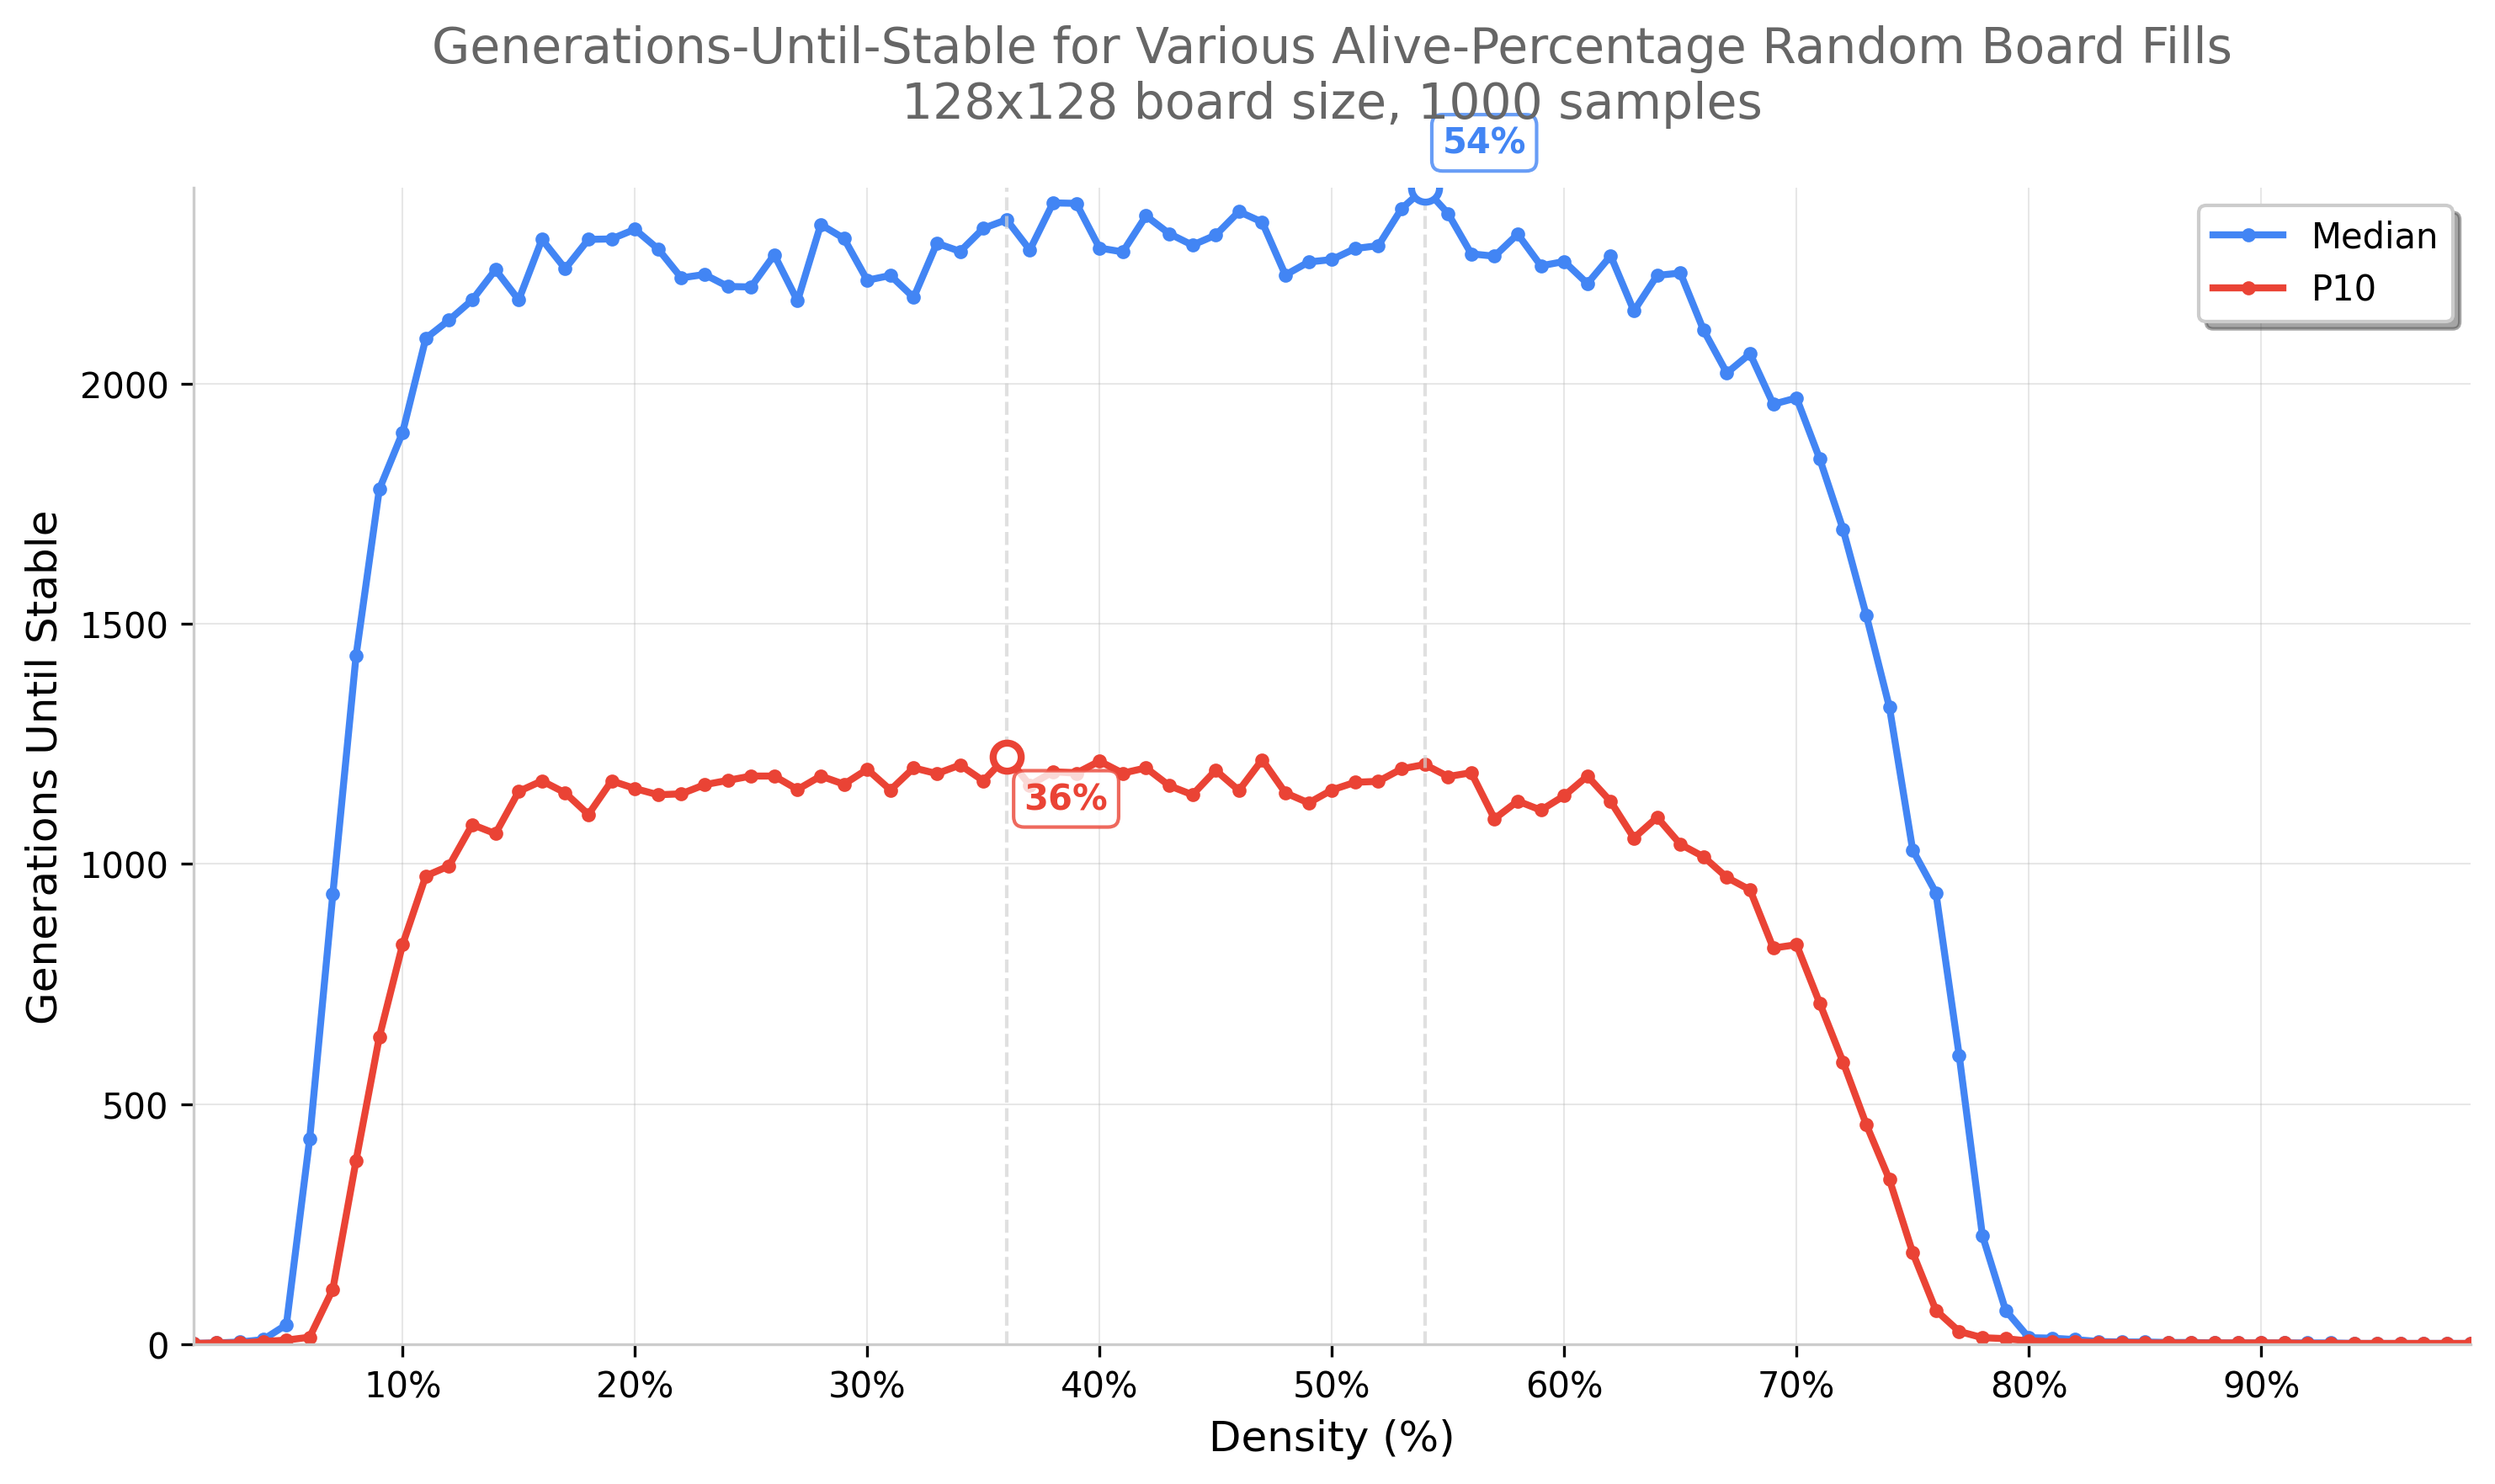 Generations-Until-Stable for Various Alive-Percentage Random Board Fills
128x128 board size, 1000 samples
54%
Median
P10
2000
1500
1000
500
0
36%
Generations Until Stable
10%
20%
30%
40%
50%
60%
70%
80%
90%
Density (%)